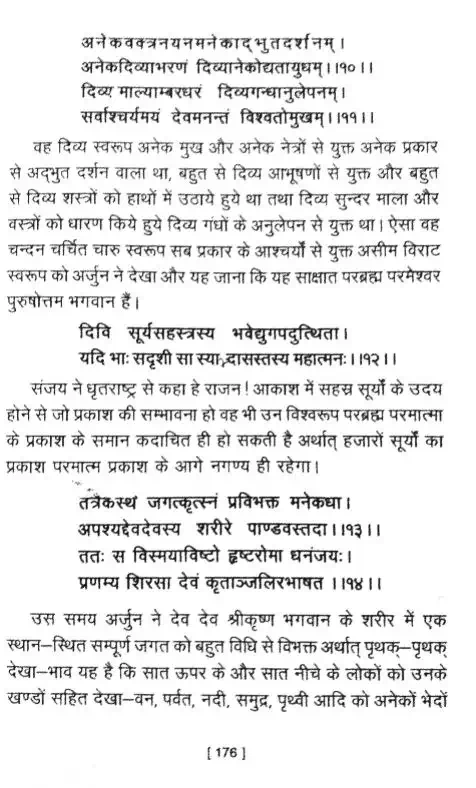 अनेकवक्त्रनयनमनेकाद्भुतदर्शनम्।
अनेकदिव्याभरणं दिव्यानेकोद्यतायुधम्।।१०।।
दिव्य माल्याम्बरधरं दिव्यगन्धानुलेपनम्।
सर्वाश्चर्यमयं देवमनन्तं विश्वतोमुखम्।।११।।
वह दिव्य स्वरूप अनेक मुख और अनेक नेत्रों से युक्त अनेक प्रकार
से अद्भुत दर्शन वाला था, बहुत से दिव्य आभूषणों से युक्त और बहुत
से दिव्य शस्त्रों को हाथों में उठाये हुये था तथा दिव्य सुन्दर माला और
वस्त्रों को धारण किये हुये दिव्य गंधों के अनुलेपन से युक्त था। ऐसा वह
चन्दन चर्चित चारु स्वरूप सब प्रकार के आश्चर्यों से युक्त असीम विराट
स्वरूप को अर्जुन ने देखा और यह जाना कि यह साक्षात परब्रह्म परमेश्वर
पुरुषोत्तम भगवान हैं।
दिवि सूर्यसहस्त्रस्य भवेद्युगपदुत्थिता।
यदि भाः सदृशी सा स्याद्दासस्तस्य महात्मनः।।१२।।
संजय ने धृतराष्ट्र से कहा हे राजन! आकाश में सहस्र सूर्यों के उदय
होने से जो प्रकाश की सम्भावना हो वह भी उन विश्वरूप परब्रह्म परमात्मा
के प्रकाश के समान कदाचित ही हो सकती है अर्थात् हजारों सूर्यों का
प्रकाश परमात्म प्रकाश के आगे नगण्य ही रहेगा।
तत्रैकस्थं जगत्कृत्स्नं प्रविभक्त मनेकधा।
अपश्यद्देवदेवस्य शरीरे पाण्डवस्तदा।।१३।।
ततः स विस्मयाविष्टो हृष्टरोमा धनंजयः।
प्रणम्य शिरसा देवं कृताञ्जलिरभाषत ।।१४।।
उस समय अर्जुन ने देव देव श्रीकृष्ण भगवान के शरीर में एक
स्थान–स्थित सम्पूर्ण जगत को बहुत विधि से विभक्त अर्थात् पृथक्–पृथक्
देखा–भाव यह है कि सात ऊपर के और सात नीचे के लोकों को उनके
खण्डों सहित देखा–वन, पर्वत, नदी, समुद्र, पृथ्वी आदि को अनेकों भेदों
[ 176 ]